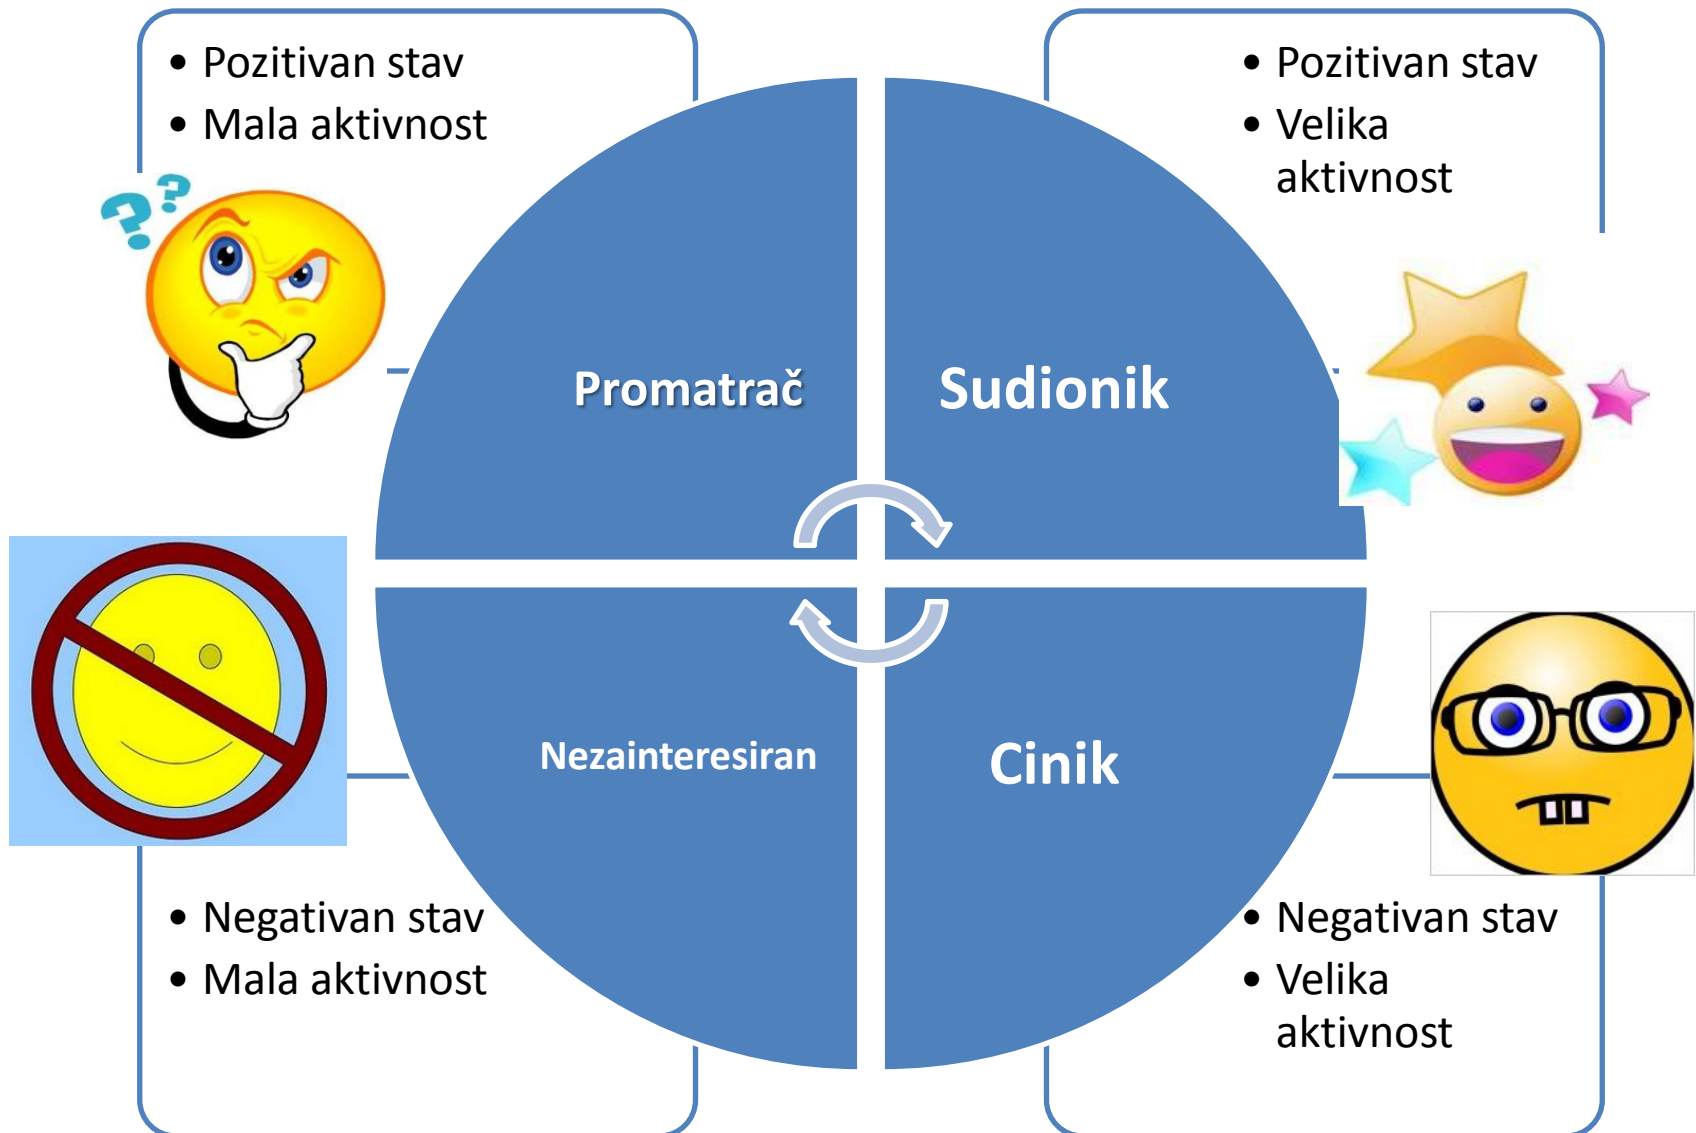 • Pozitivan stav
• Mala aktivnost
• Pozitivan stav
• Velika
aktivnost
? ?
Promatrač
Sudionik
Nezainteresiran
Cinik
• Negativan stav
• Mala aktivnost
• Negativan stav
• Velika
aktivnost